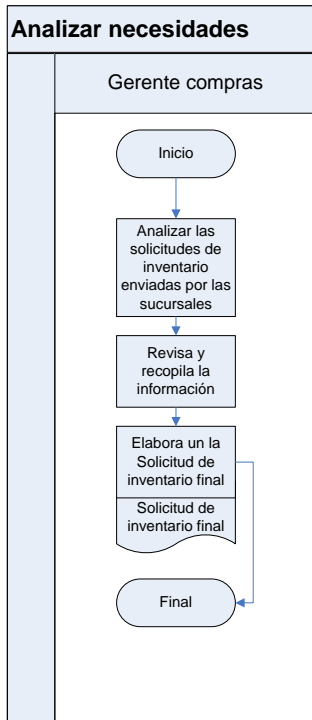 Analizar necesidades
Gerente compras
Inicio
Analizar las
solicitudes de
inventario
enviadas por las
sucursales
Revisa y
recopila la
información
Elabora un la
Solicitud de
inventario final
Solicitud de
inventario final
Final